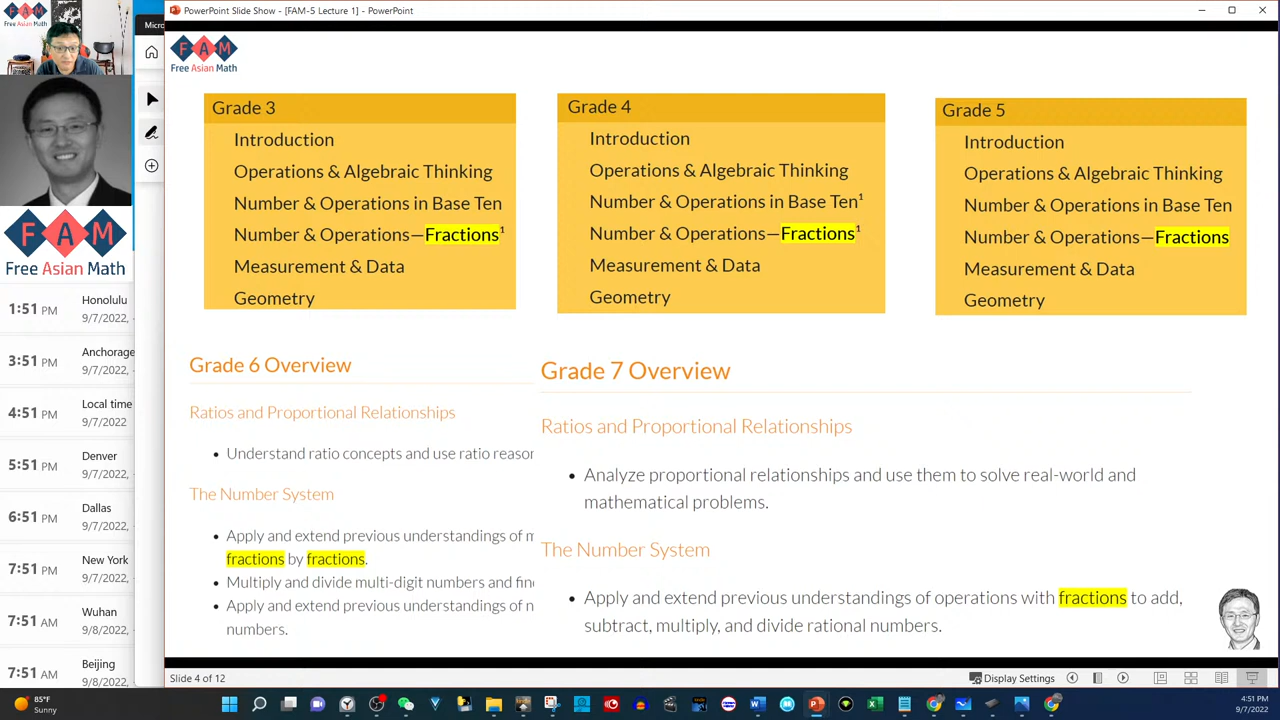 PowerPoint Slide Show - [FAM-5 Lecture 1] - PowerPoint
FAM
Free Asian Math
Micro
FAM
Free Asian Math
FAM
Free Asian Math
1:51 PM Honolulu
9/7/2022,
3:51 PM Anchorage
9/7/2022,
4:51 PM Local time
9/7/2022
5:51 PM Denver
9/7/2022,
6:51 PM Dallas
9/7/2022,
7:51 PM New York
9/7/2022,
7:51 AM Wuhan
9/8/2022,
7:51 AM Beijing
9/8/2022,
Grade 3
Introduction
Operations & Algebraic Thinking
Number & Operations in Base Ten
Number & Operations—Fractions¹
Measurement & Data
Geometry
Grade 4
Introduction
Operations & Algebraic Thinking
Number & Operations in Base Ten¹
Number & Operations—Fractions¹
Measurement & Data
Geometry
Grade 5
Introduction
Operations & Algebraic Thinking
Number & Operations in Base Ten
Number & Operations—Fractions
Measurement & Data
Geometry
Grade 6 Overview
Ratios and Proportional Relationships
• Understand ratio concepts and use ratio reasor
The Number System
• Apply and extend previous understandings of m
fractions by fractions.
• Multiply and divide multi-digit numbers and find
• Apply and extend previous understandings of n
numbers.
Grade 7 Overview
Ratios and Proportional Relationships
• Analyze proportional relationships and use them to solve real-world and
mathematical problems.
The Number System
• Apply and extend previous understandings of operations with fractions to add,
subtract, multiply, and divide rational numbers.
Slide 4 of 12
Display Settings
85°F
Sunny
4:51 PM
9/7/2022